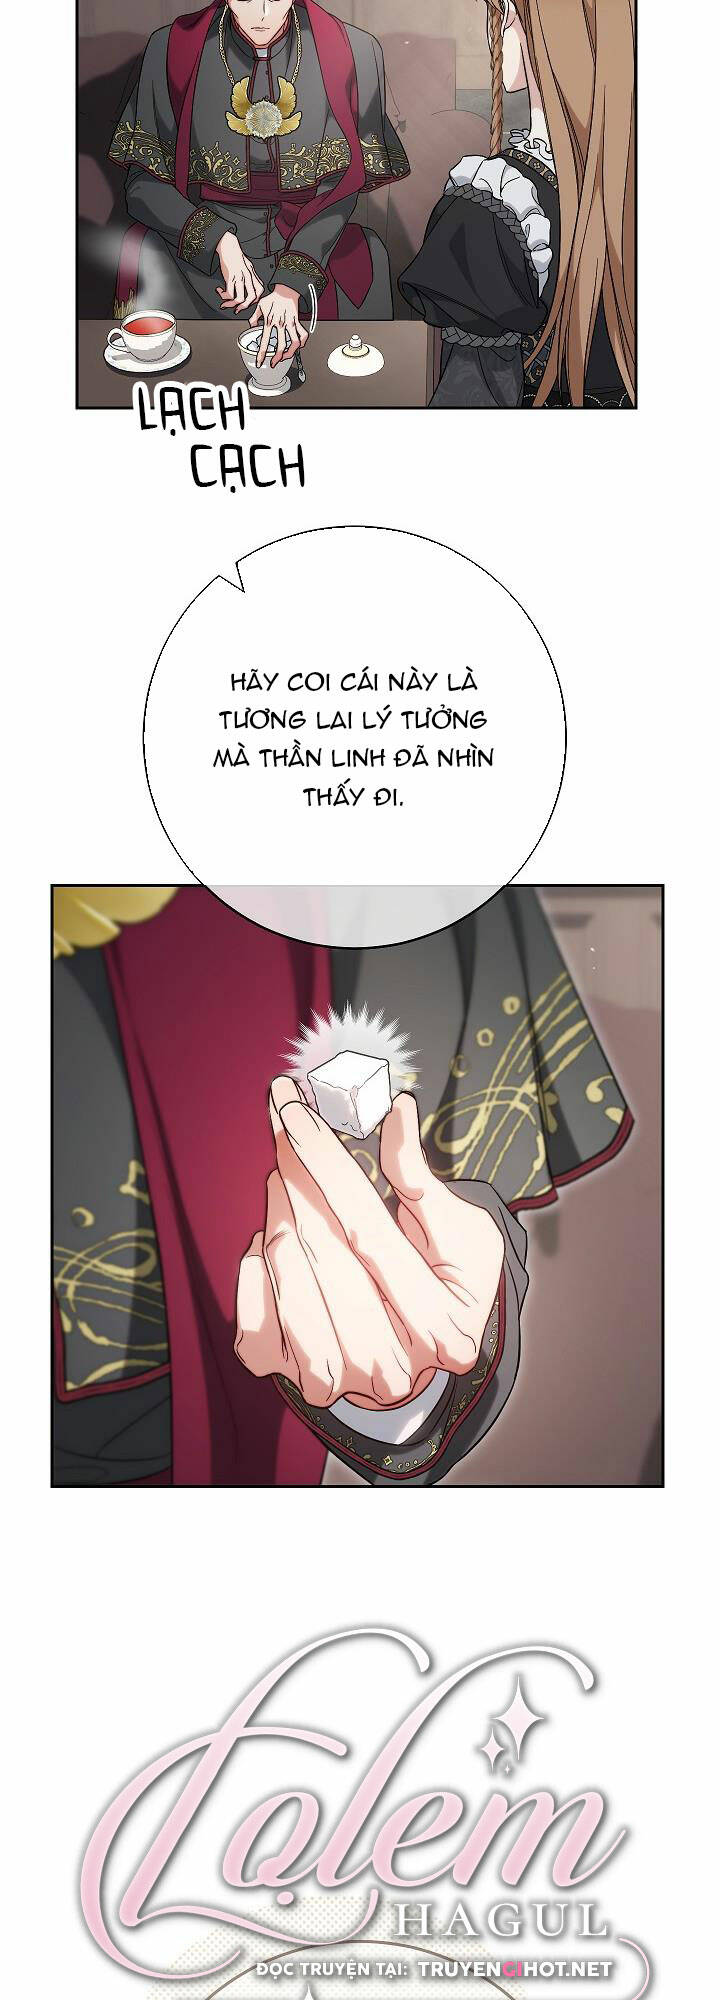 LẠCH
CẠCH
HÃY COI CÁI NÀY LÀ
TƯƠNG LAI LÝ TƯỞNG
MÀ THẦN LINH ĐÃ NHÌN
THẤY ĐI.
Lọlem
HAGUL
ĐỌC TRUYỆN TẠI: TRUYENGIHOT.NET